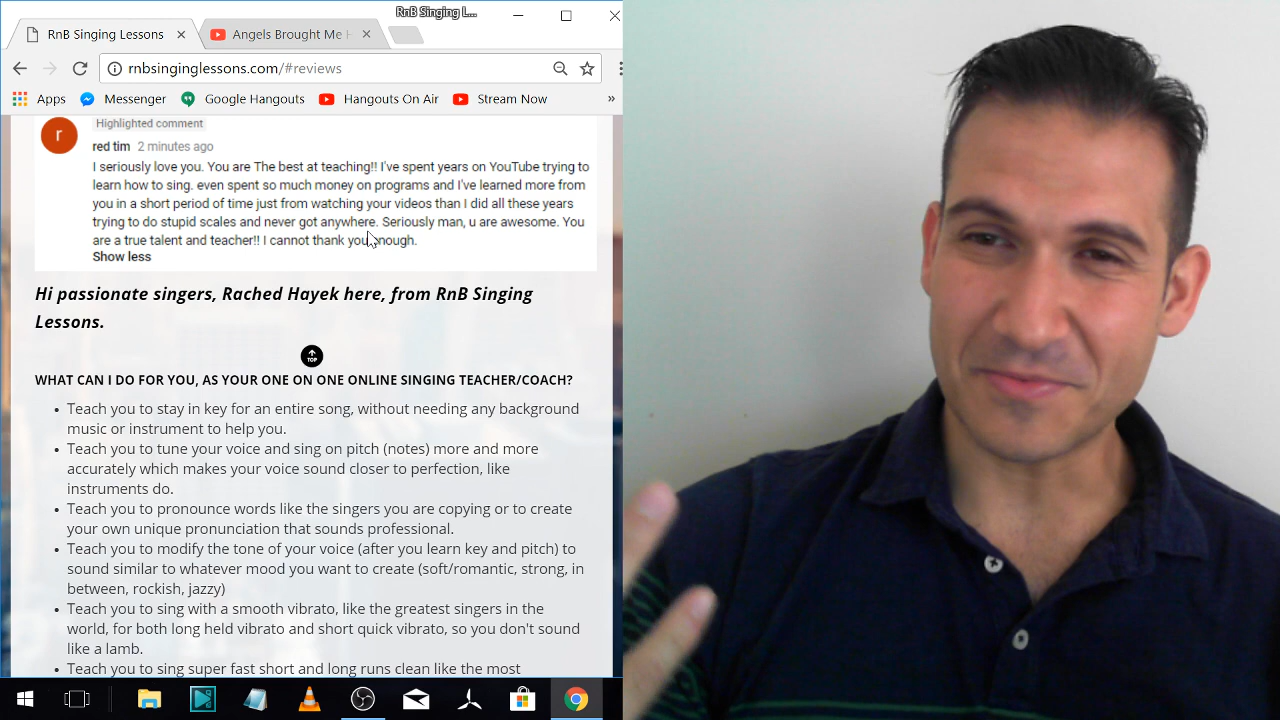 RnB Singing L...
RnB Singing Lessons
Angels Brought Me H
rnbsinginglessons.com/#reviews
Apps
Messenger
Google Hangouts
Hangouts On Air
Stream Now
»
Highlighted comment
r
red tim 2 minutes ago
I seriously love you. You are The best at teaching!! I've spent years on YouTube trying to
learn how to sing. even spent so much money on programs and I've learned more from
you in a short period of time just from watching your videos than I did all these years
trying to do stupid scales and never got anywhere. Seriously man, u are awesome. You
are a true talent and teacher!! I cannot thank you enough.
Show less
Hi passionate singers, Rached Hayek here, from RnB Singing
Lessons.
TOP
WHAT CAN I DO FOR YOU, AS YOUR ONE ON ONE ONLINE SINGING TEACHER/COACH?
• Teach you to stay in key for an entire song, without needing any background
music or instrument to help you.
• Teach you to tune your voice and sing on pitch (notes) more and more
accurately which makes your voice sound closer to perfection, like
instruments do.
• Teach you to pronounce words like the singers you are copying or to create
your own unique pronunciation that sounds professional.
• Teach you to modify the tone of your voice (after you learn key and pitch) to
sound similar to whatever mood you want to create (soft/romantic, strong, in
between, rockish, jazzy)
• Teach you to sing with a smooth vibrato, like the greatest singers in the
world, for both long held vibrato and short quick vibrato, so you don't sound
like a lamb.
• Teach you to sing super fast short and long runs clean like the most